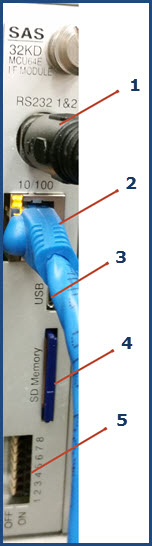 SAS
32KD
MCU64E
I/F MODULE
RS232 1&2
1
10/100
2
3
USB
4
SD Memory
5
1 2 3 4 5 6 7 8
OFF
ON